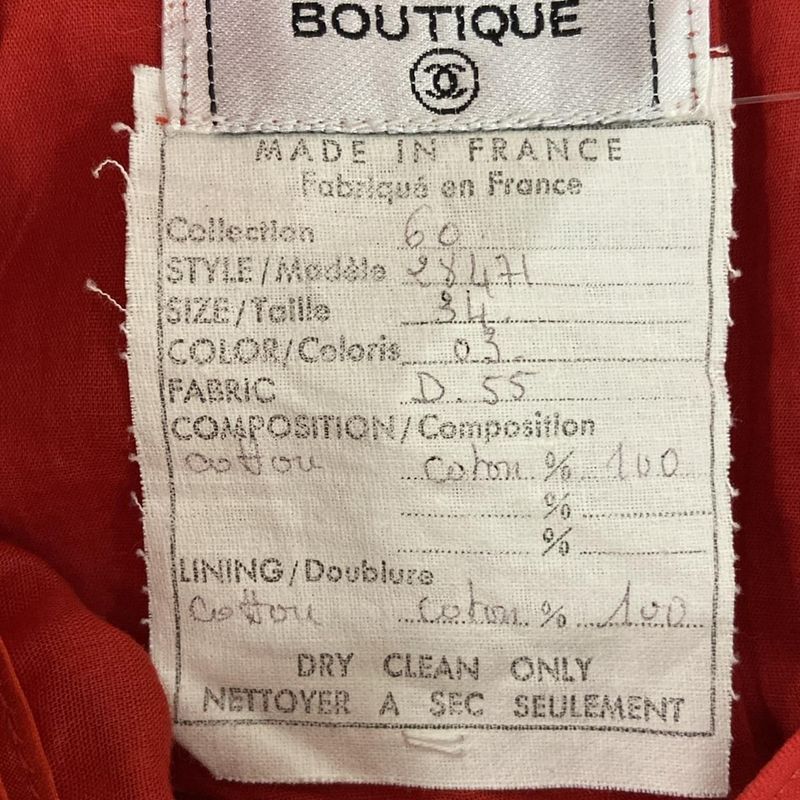 BOUTIQUE
MADE IN FRANCE
Fabriqué en France
Collection 60.
STYLE/Modèle 28471
SIZE/Taille 34
COLOR/Coloris 03.
FABRIC D.55
COMPOSITION/Composition
Cotton coton % 100
%
%
LINING/Doublure
Cotton coton % 100
DRY CLEAN ONLY
NETTOYER A SEC SEULEMENT